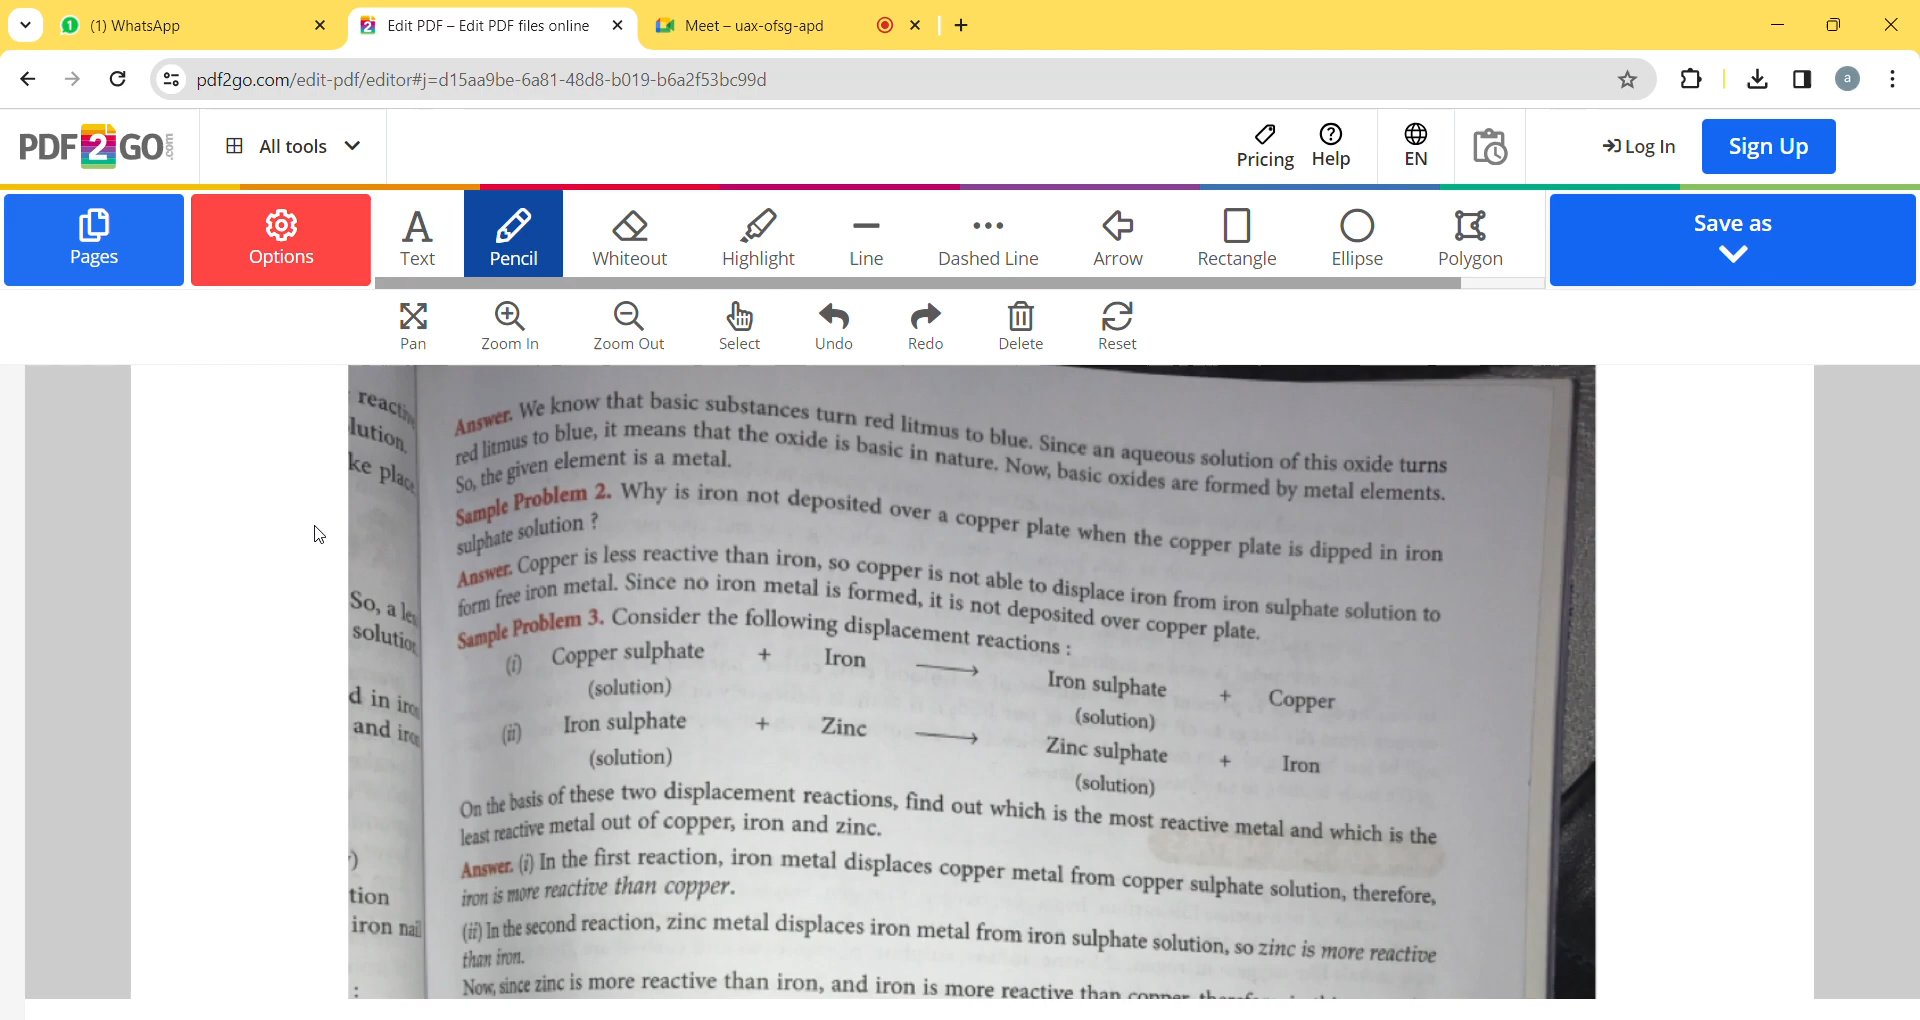 (1) WhatsApp
Edit PDF – Edit PDF files online
Meet – uax-ofsg-apd
pdf2go.com/edit-pdf/editor#j=d15aa9be-6a81-48d8-b019-b6a2f53bc99d
a
PDF2GO.com
All tools
Pricing
Help
EN
Log In
Sign Up
Pages
Options
Text
Pencil
Whiteout
Highlight
Line
Dashed Line
Arrow
Rectangle
Ellipse
Polygon
Save as
Pan
Zoom In
Zoom Out
Select
Undo
Redo
Delete
Reset
lution.
ke place
So, a
solution
d in
and
)
tion
iron nail
:
Answer. We know that basic substances turn red litmus to blue. Since an aqueous solution of this oxide turns
red litmus to blue, it means that the oxide is basic in nature. Now, basic oxides are formed by metal elements.
So, the given element is a metal.
Sample Problem 2. Why is iron not deposited over a copper plate when the copper plate is dipped in iron
sulphate solution ?
Answer. Copper is less reactive than iron, so copper is not able to displace iron from iron sulphate solution to
form free iron metal. Since no iron metal is formed, it is not deposited over copper plate.
Sample Problem 3. Consider the following displacement reactions :
(i) Copper sulphate + Iron ⟶ Iron sulphate + Copper
(solution) (solution)
(ii) Iron sulphate + Zinc ⟶ Zinc sulphate + Iron
(solution) (solution)
On the basis of these two displacement reactions, find out which is the most reactive metal and which is the
least reactive metal out of copper, iron and zinc.
Answer. (i) In the first reaction, iron metal displaces copper metal from copper sulphate solution, therefore,
iron is more reactive than copper.
(ii) In the second reaction, zinc metal displaces iron metal from iron sulphate solution, so zinc is more reactive
than iron.
Now, since zinc is more reactive than iron, and iron is more reactive than copper